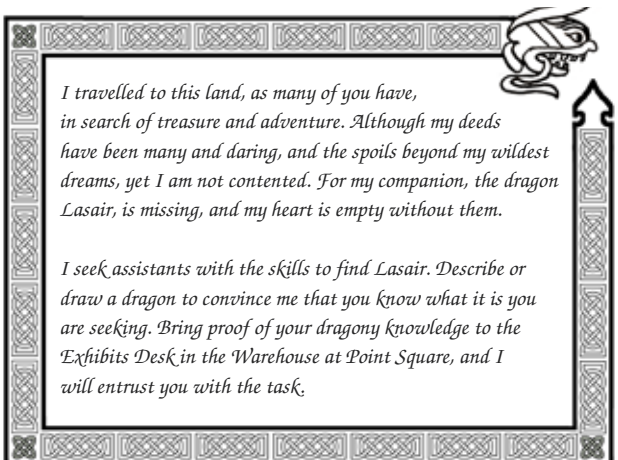 I travelled to this land, as many of you have,
in search of treasure and adventure. Although my deeds
have been many and daring, and the spoils beyond my wildest
dreams, yet I am not contented. For my companion, the dragon
Lasair, is missing, and my heart is empty without them.
I seek assistants with the skills to find Lasair. Describe or
draw a dragon to convince me that you know what it is you
are seeking. Bring proof of your dragony knowledge to the
Exhibits Desk in the Warehouse at Point Square, and I
will entrust you with the task.